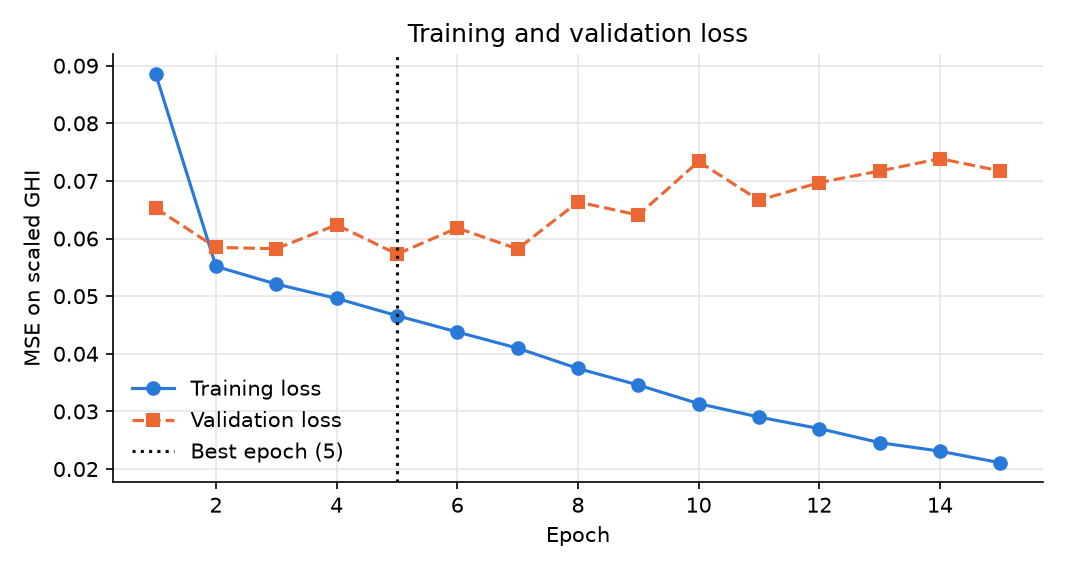 Training and validation loss
MSE on scaled GHI
0.09
0.08
0.07
0.06
0.05
0.04
0.03
0.02
Training loss
Validation loss
Best epoch (5)
2 4 6 8 10 12 14
Epoch